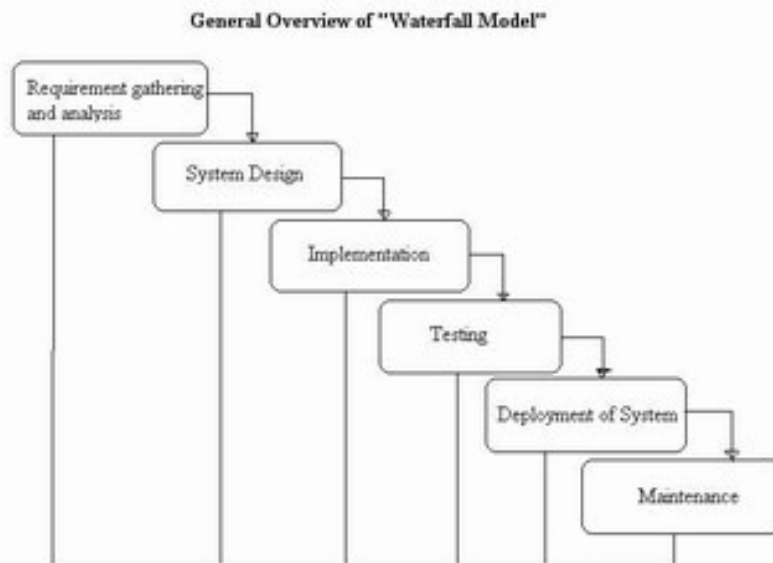 General Overview of "Waterfall Model"
Requirement gathering
and analysis
System Design
Implementation
Testing
Deployment of System
Maintenance